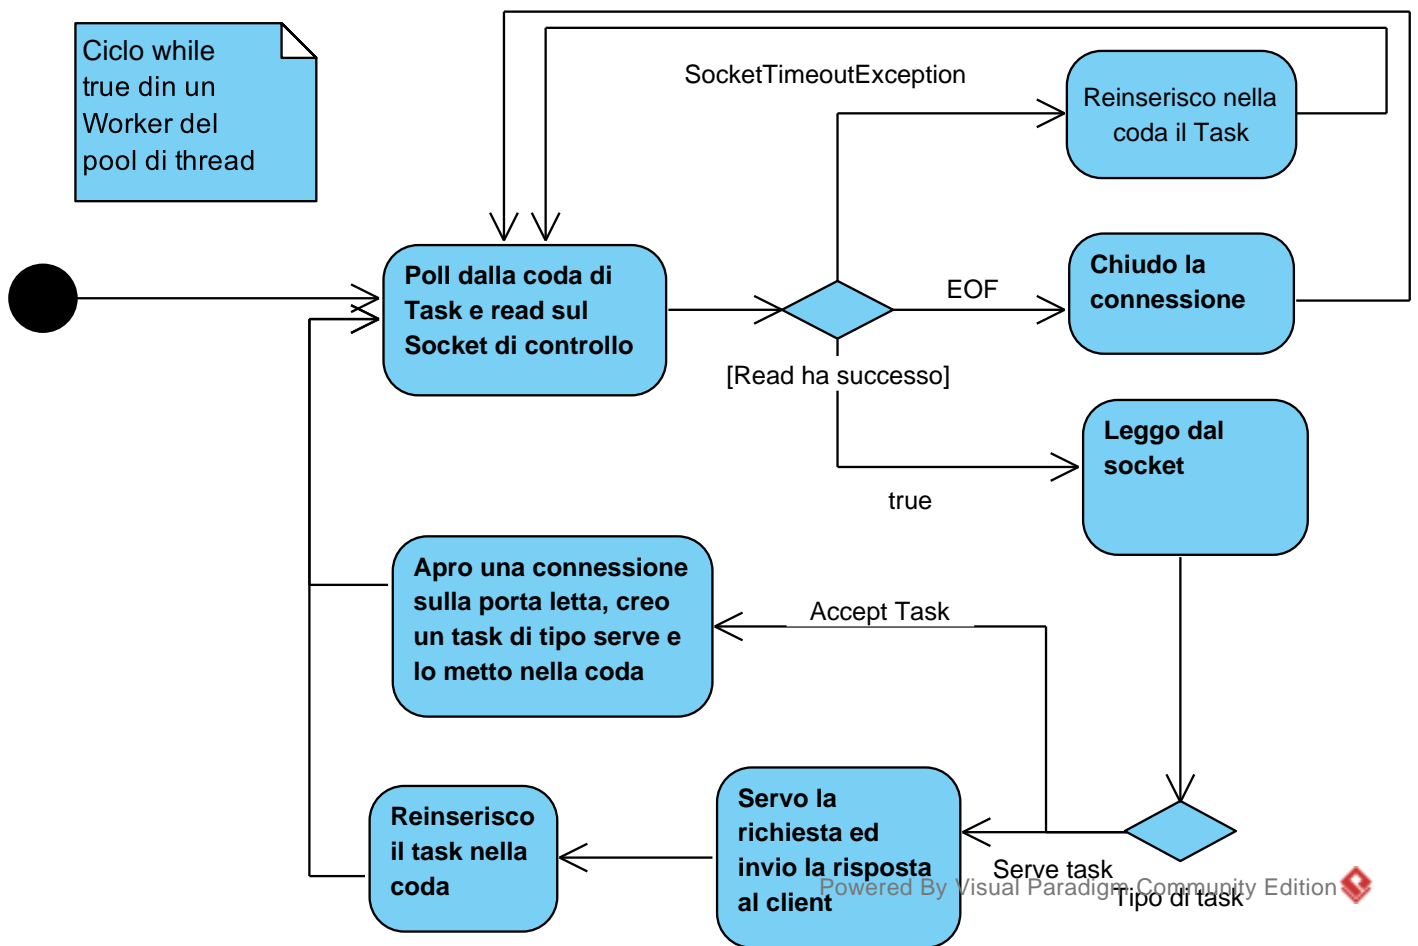 Ciclo while
true din un
Worker del
pool di thread
SocketTimeoutException
Reinserisco nella
coda il Task
Poll dalla coda di
Task e read sul
Socket di controllo
EOF
Chiudo la
connessione
[Read ha successo]
true
Leggo dal
socket
Apro una connessione
sulla porta letta, creo
un task di tipo serve e
lo metto nella coda
Accept Task
Reinserisco
il task nella
coda
Servo la
richiesta ed
invio la risposta
al client
Serve task
Tipo di task
Powered By Visual Paradigm Community Edition